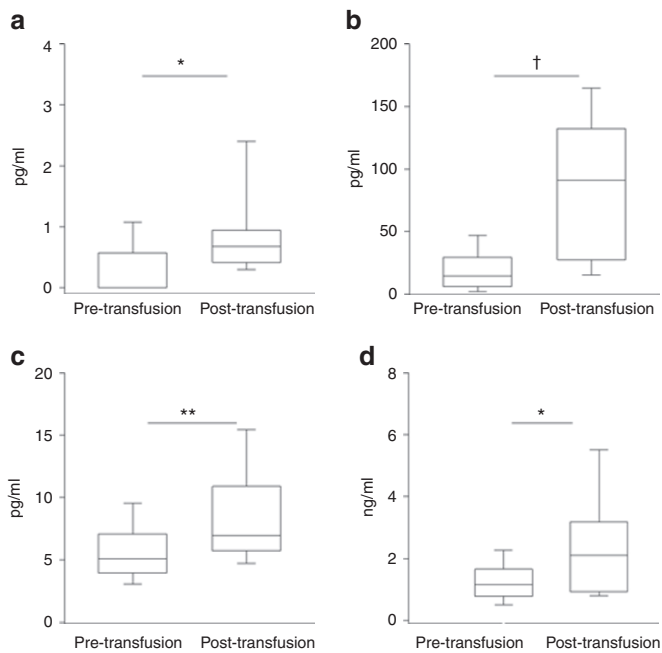 a
4
3
2
1
0
pg/ml
*
Pre-transfusion Post-transfusion
b
200
150
100
50
0
pg/ml
†
Pre-transfusion Post-transfusion
c
20
15
10
5
0
pg/ml
**
Pre-transfusion Post-transfusion
d
8
6
4
2
0
ng/ml
*
Pre-transfusion Post-transfusion